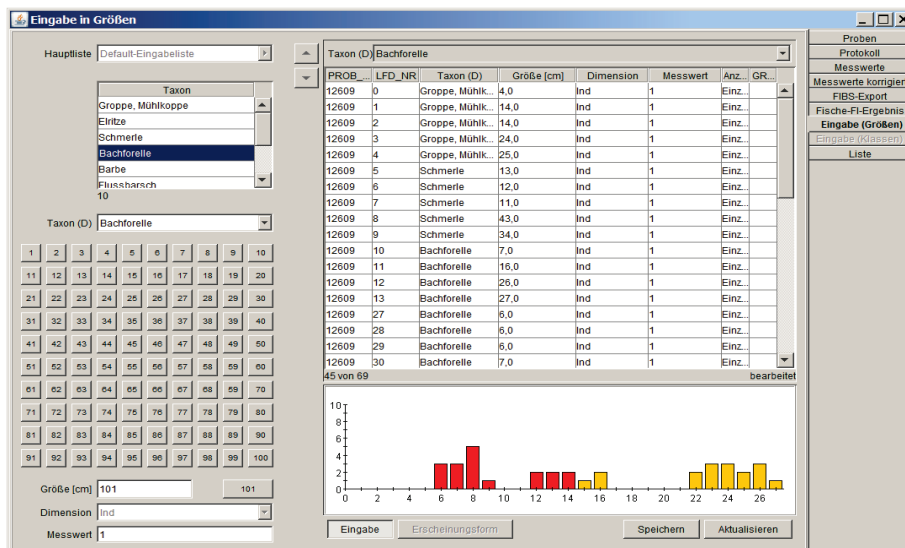 Eingabe in Größen
Hauptliste Default-Eingabeliste
Taxon
Groppe, Mühlkoppe
Elritze
Schmerle
Bachforelle
Barbe
Flussbarsch
10
Taxon (D) Bachforelle
1 2 3 4 5 6 7 8 9 10
11 12 13 14 15 16 17 18 19 20
21 22 23 24 25 26 27 28 29 30
31 32 33 34 35 36 37 38 39 40
41 42 43 44 45 46 47 48 49 50
51 52 53 54 55 56 57 58 59 60
61 62 63 64 65 66 67 68 69 70
71 72 73 74 75 76 77 78 79 80
81 82 83 84 85 86 87 88 89 90
91 92 93 94 95 96 97 98 99 100
Größe [cm] 101 101
Dimension Ind
Messwert 1
Taxon (D) Bachforelle
PROB_... LFD_NR Taxon (D) Größe [cm] Dimension Messwert Anz... GR...
12609 0 Groppe, Mühlk... 4,0 Ind 1 Einz...
12609 1 Groppe, Mühlk... 14,0 Ind 1 Einz...
12609 2 Groppe, Mühlk... 14,0 Ind 1 Einz...
12609 3 Groppe, Mühlk... 24,0 Ind 1 Einz...
12609 4 Groppe, Mühlk... 25,0 Ind 1 Einz...
12609 5 Schmerle 13,0 Ind 1 Einz...
12609 6 Schmerle 12,0 Ind 1 Einz...
12609 7 Schmerle 11,0 Ind 1 Einz...
12609 8 Schmerle 43,0 Ind 1 Einz...
12609 9 Schmerle 34,0 Ind 1 Einz...
12609 10 Bachforelle 7,0 Ind 1 Einz...
12609 11 Bachforelle 16,0 Ind 1 Einz...
12609 12 Bachforelle 26,0 Ind 1 Einz...
12609 13 Bachforelle 27,0 Ind 1 Einz...
12609 27 Bachforelle 6,0 Ind 1 Einz...
12609 28 Bachforelle 6,0 Ind 1 Einz...
12609 29 Bachforelle 6,0 Ind 1 Einz...
12609 30 Bachforelle 7,0 Ind 1 Einz...
45 von 69 bearbeitet
10
8
6
4
2
0
0 2 4 6 8 10 12 14 16 18 20 22 24 26
Eingabe Erscheinungsform Speichern Aktualisieren
Proben
Protokoll
Messwerte
Messwerte korrigien
FIBS-Export
Fische-FI-Ergebnis
Eingabe (Größen)
Eingabe (Klassen)
Liste